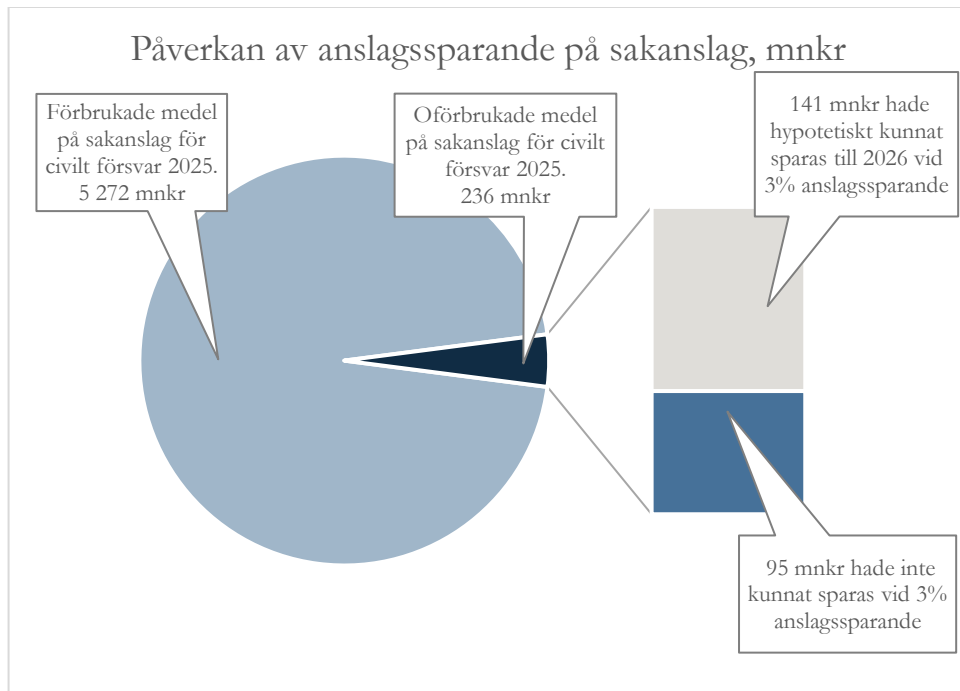 Påverkan av anslagssparande på sakanslag, mnkr
Förbrukade medel
på sakanslag för
civilt försvar 2025.
5 272 mnkr
Oförbrukade medel
på sakanslag för civilt
försvar 2025.
236 mnkr
141 mnkr hade
hypotetiskt kunnat
sparas till 2026 vid
3% anslagssparande
95 mnkr hade inte
kunnat sparas vid 3%
anslagssparande